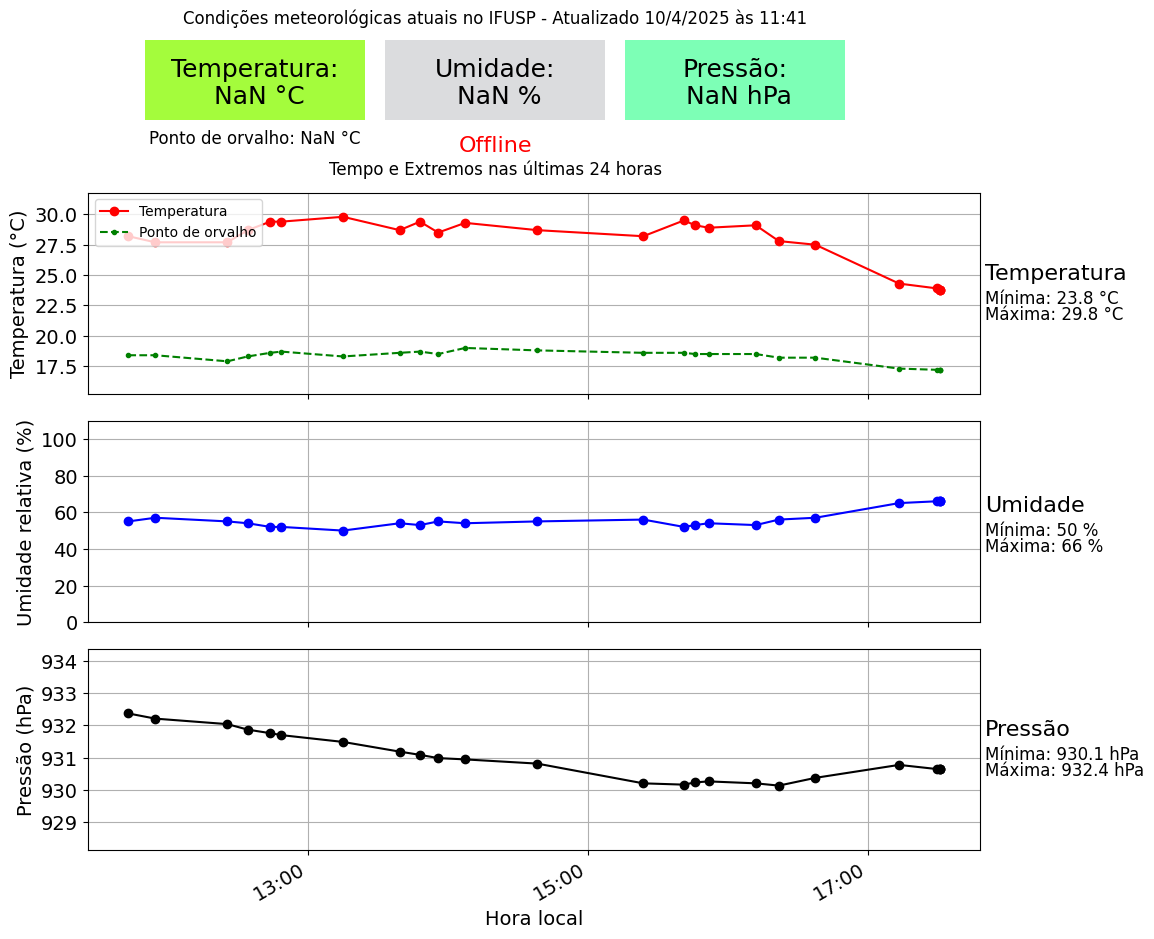 Condições meteorológicas atuais no IFUSP - Atualizado 10/4/2025 às 11:41
Temperatura:
NaN °C
Umidade:
NaN %
Pressão:
NaN hPa
Ponto de orvalho: NaN °C
Offline
Tempo e Extremos nas últimas 24 horas
Temperatura (°C)
30.0
27.5
25.0
22.5
20.0
17.5
Temperatura
Ponto de orvalho
Temperatura
Mínima: 23.8 °C
Máxima: 29.8 °C
Umidade relativa (%)
100
80
60
40
20
0
Umidade
Mínima: 50 %
Máxima: 66 %
Pressão (hPa)
934
933
932
931
930
929
Pressão
Mínima: 930.1 hPa
Máxima: 932.4 hPa
13:00
15:00
17:00
Hora local